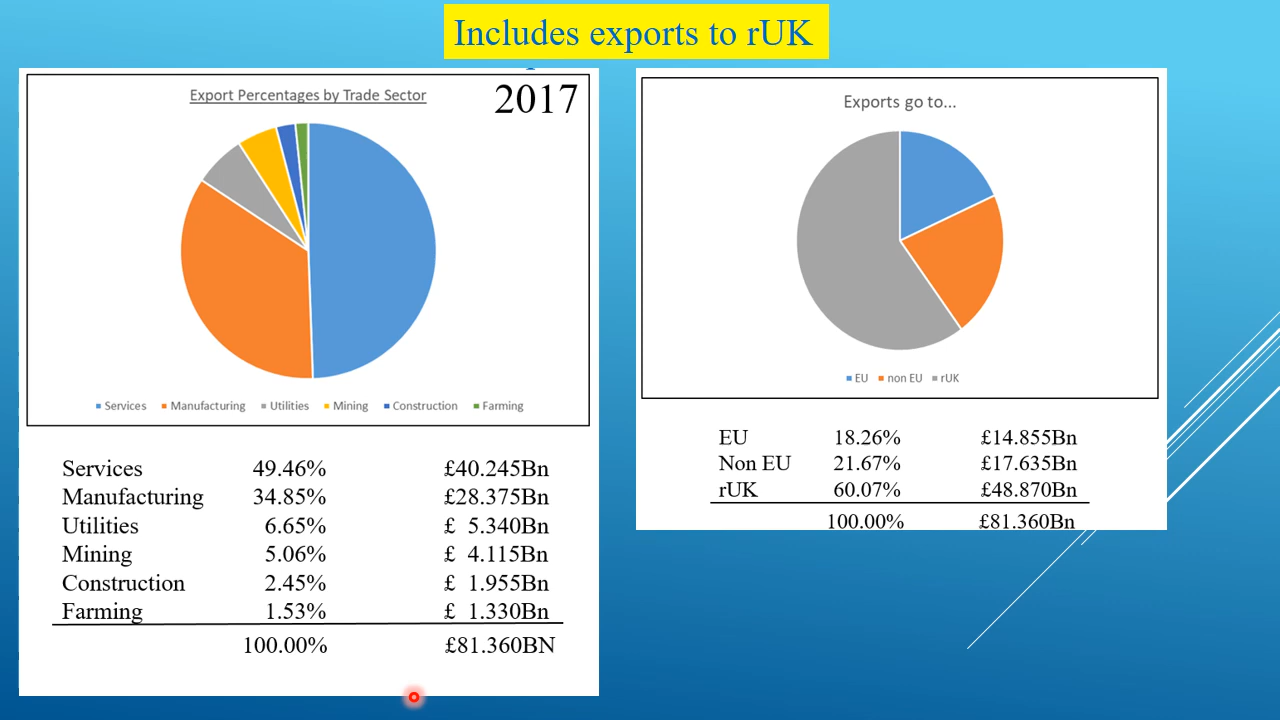 Includes exports to rUK
Export Percentages by Trade Sector
2017
Services Manufacturing Utilities Mining Construction Farming
Services 49.46% £40.245Bn
Manufacturing 34.85% £28.375Bn
Utilities 6.65% £ 5.340Bn
Mining 5.06% £ 4.115Bn
Construction 2.45% £ 1.955Bn
Farming 1.53% £ 1.330Bn
100.00% £81.360BN
Exports go to...
EU non EU rUK
EU 18.26% £14.855Bn
Non EU 21.67% £17.635Bn
rUK 60.07% £48.870Bn
100.00% £81.360Bn